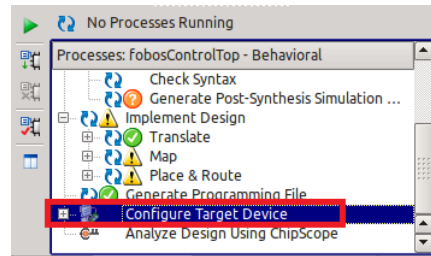 No Processes Running
Processes: fobosControlTop - Behavioral
Check Syntax
Generate Post-Synthesis Simulation ...
Implement Design
Translate
Map
Place & Route
Generate Programming File
Configure Target Device
Analyze Design Using ChipScope